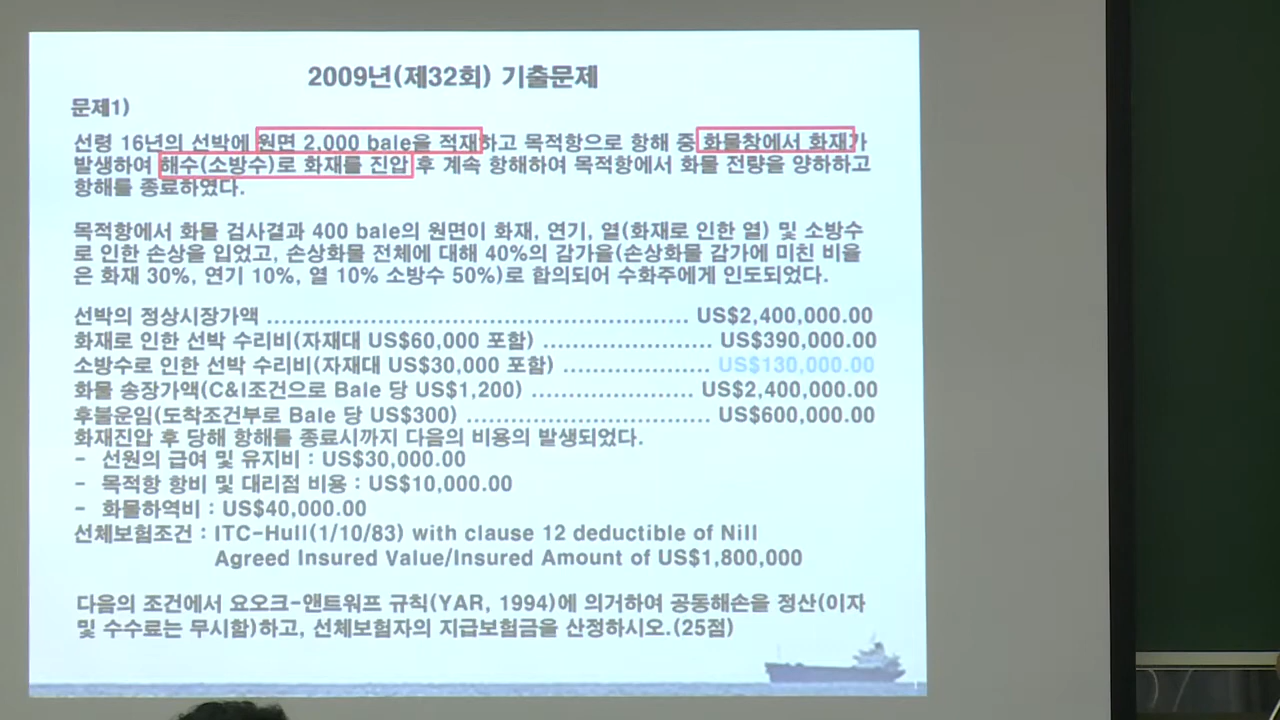 2009년(제32회) 기출문제
문제1)
선령 16년의 선박에 원면 2,000 bale을 적재하고 목적항으로 항해 중 화물창에서 화재가
발생하여 해수(소방수)로 화재를 진압 후 계속 항해하여 목적항에서 화물 전량을 양하하고
항해를 종료하였다.
목적항에서 화물 검사결과 400 bale의 원면이 화재, 연기, 열(화재로 인한 열) 및 소방수
로 인한 손상을 입었고, 손상화물 전체에 대해 40%의 감가율(손상화물 감가에 미친 비율
은 화재 30%, 연기 10%, 열 10% 소방수 50%)로 합의되어 수화주에게 인도되었다.
선박의 정상시장가액 ........................................................ US$2,400,000.00
화재로 인한 선박 수리비(자재대 US$60,000 포함) ....................... US$390,000.00
소방수로 인한 선박 수리비(자재대 US$30,000 포함) .................... US$130,000.00
화물 송장가액(C&I조건으로 Bale 당 US$1,200) ...................... US$2,400,000.00
후불운임(도착조건부로 Bale 당 US$300) ................................. US$600,000.00
화재진압 후 당해 항해를 종료시까지 다음의 비용의 발생되었다.
- 선원의 급여 및 유지비 : US$30,000.00
- 목적항 항비 및 대리점 비용 : US$10,000.00
- 화물하역비 : US$40,000.00
선체보험조건 : ITC-Hull(1/10/83) with clause 12 deductible of Nill
Agreed Insured Value/Insured Amount of US$1,800,000
다음의 조건에서 요오크-앤트워프 규칙(YAR, 1994)에 의거하여 공동해손을 정산(이자
및 수수료는 무시함)하고, 선체보험자의 지급보험금을 산정하시오.(25점)